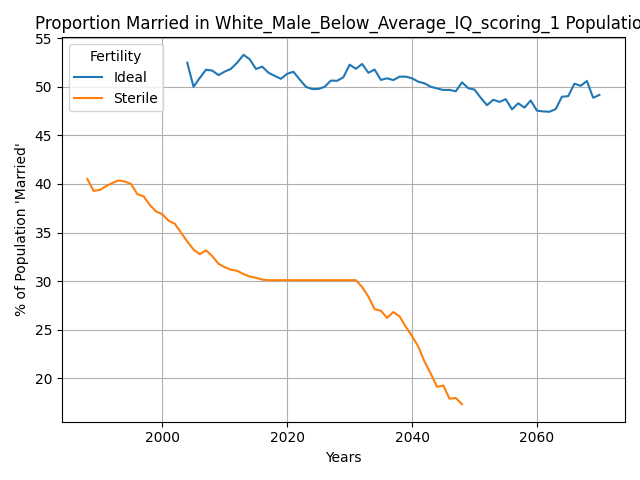 Proportion Married in White_Male_Below_Average_IQ_scoring_1 Populatio
55
50
45
40
35
30
25
20
% of Population 'Married'
Fertility
Ideal
Sterile
2000 2020 2040 2060
Years